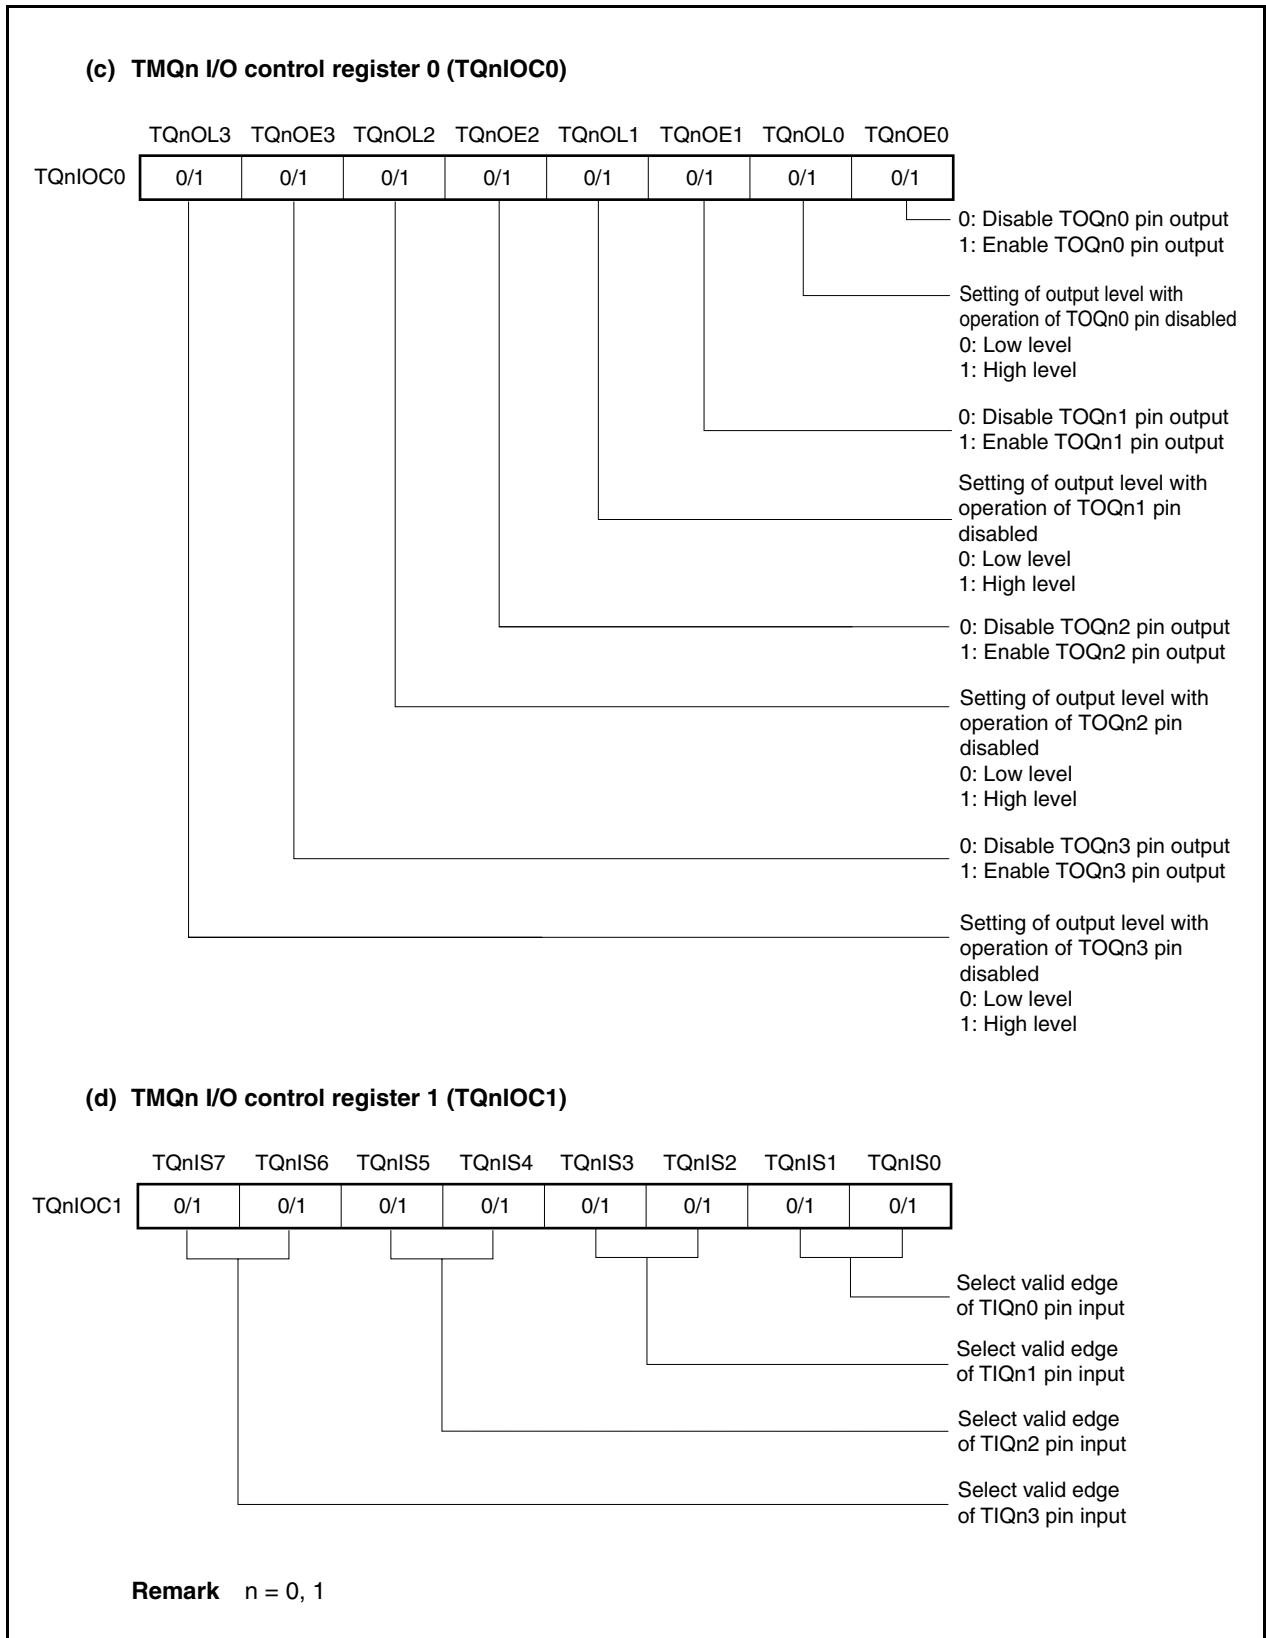 (c) TMQn I/O control register 0 (TQnIOC0)
TQnOL3 TQnOE3 TQnOL2 TQnOE2 TQnOL1 TQnOE1 TQnOL0 TQnOE0
TQnIOC0 0/1 0/1 0/1 0/1 0/1 0/1 0/1 0/1
0: Disable TOQn0 pin output
1: Enable TOQn0 pin output
Setting of output level with
operation of TOQn0 pin disabled
0: Low level
1: High level
0: Disable TOQn1 pin output
1: Enable TOQn1 pin output
Setting of output level with
operation of TOQn1 pin
disabled
0: Low level
1: High level
0: Disable TOQn2 pin output
1: Enable TOQn2 pin output
Setting of output level with
operation of TOQn2 pin
disabled
0: Low level
1: High level
0: Disable TOQn3 pin output
1: Enable TOQn3 pin output
Setting of output level with
operation of TOQn3 pin
disabled
0: Low level
1: High level
(d) TMQn I/O control register 1 (TQnIOC1)
TQnIS7 TQnIS6 TQnIS5 TQnIS4 TQnIS3 TQnIS2 TQnIS1 TQnIS0
TQnIOC1 0/1 0/1 0/1 0/1 0/1 0/1 0/1 0/1
Select valid edge
of TIQn0 pin input
Select valid edge
of TIQn1 pin input
Select valid edge
of TIQn2 pin input
Select valid edge
of TIQn3 pin input
Remark n = 0, 1